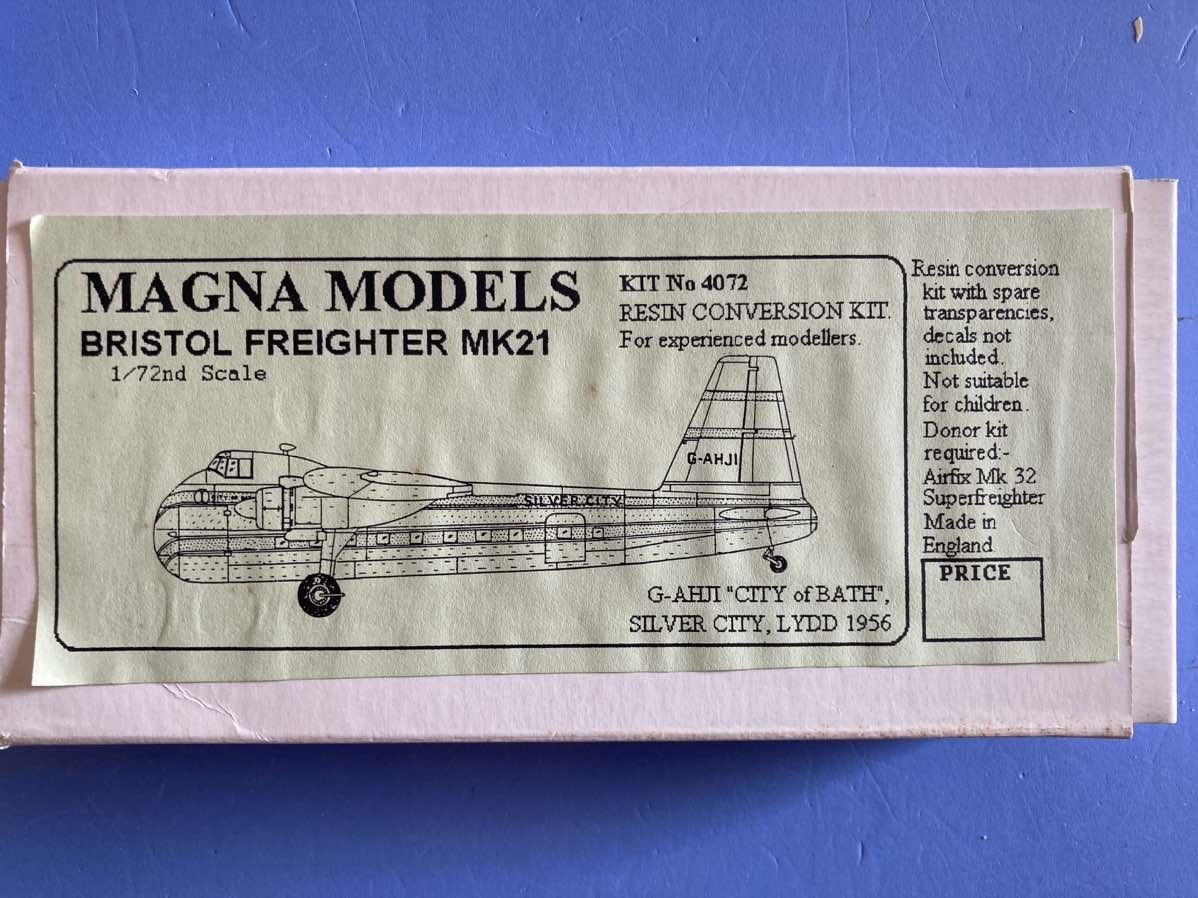 MAGNA MODELS
BRISTOL FREIGHTER MK21
1/72nd Scale
KIT No 4072
RESIN CONVERSION KIT.
For experienced modellers.
G-AHJI
SILVER CITY
G-AHJI "CITY of BATH",
SILVER CITY, LYDD 1956
Resin conversion
kit with spare
transparencies,
decals not
included.
Not suitable
for children.
Donor kit
required:-
Airfix Mk 32
Superfreighter
Made in
England
PRICE